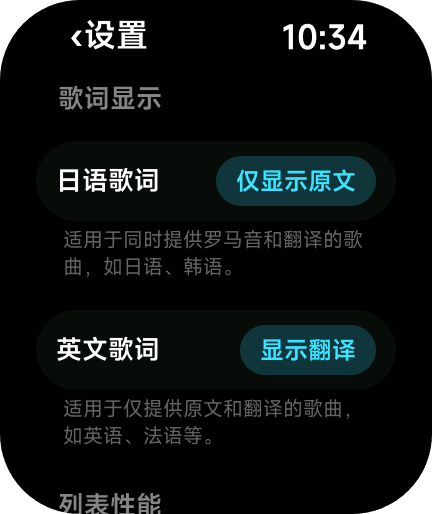 ‹设置
10:34
歌词显示
日语歌词
仅显示原文
适用于同时提供罗马音和翻译的歌
曲，如日语、韩语。
英文歌词
显示翻译
适用于仅提供原文和翻译的歌曲，
如英语、法语等。
列表性能